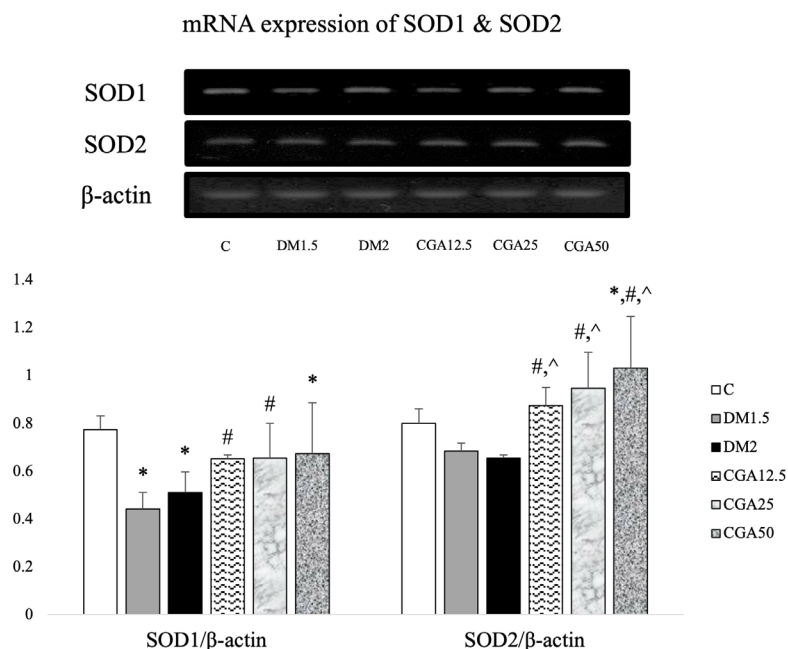 mRNA expression of SOD1 & SOD2
SOD1
SOD2
β-actin
C DM1.5 DM2 CGA12.5 CGA25 CGA50
1.4
1.2
1
0.8
0.6
0.4
0.2
0
* * # # *
#,^ #,^ *,#,^
C
DM1.5
DM2
CGA12.5
CGA25
CGA50
SOD1/β-actin SOD2/β-actin